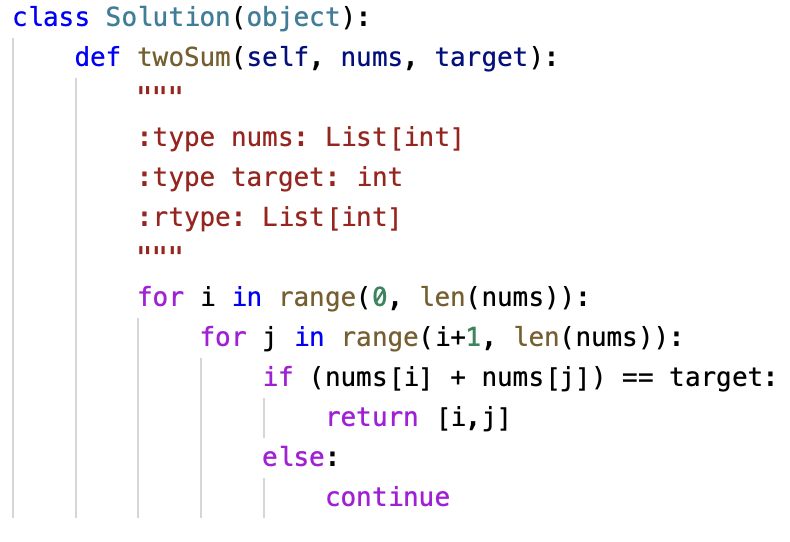 class Solution(object):
    def twoSum(self, nums, target):
        """
        :type nums: List[int]
        :type target: int
        :rtype: List[int]
        """
        for i in range(0, len(nums)):
            for j in range(i+1, len(nums)):
                if (nums[i] + nums[j]) == target:
                    return [i,j]
                else:
                    continue